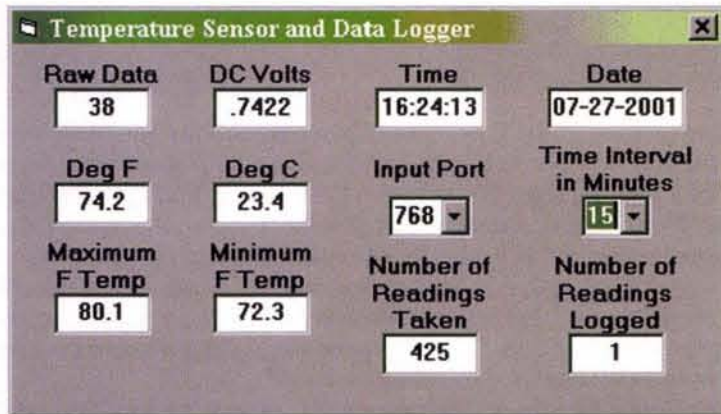 Temperature Sensor and Data Logger
Raw Data
38
DC Volts
.7422
Time
16:24:13
Date
07-27-2001
Deg F
74.2
Deg C
23.4
Input Port
768
Time Interval
in Minutes
15
Maximum
F Temp
80.1
Minimum
F Temp
72.3
Number of
Readings
Taken
425
Number of
Readings
Logged
1